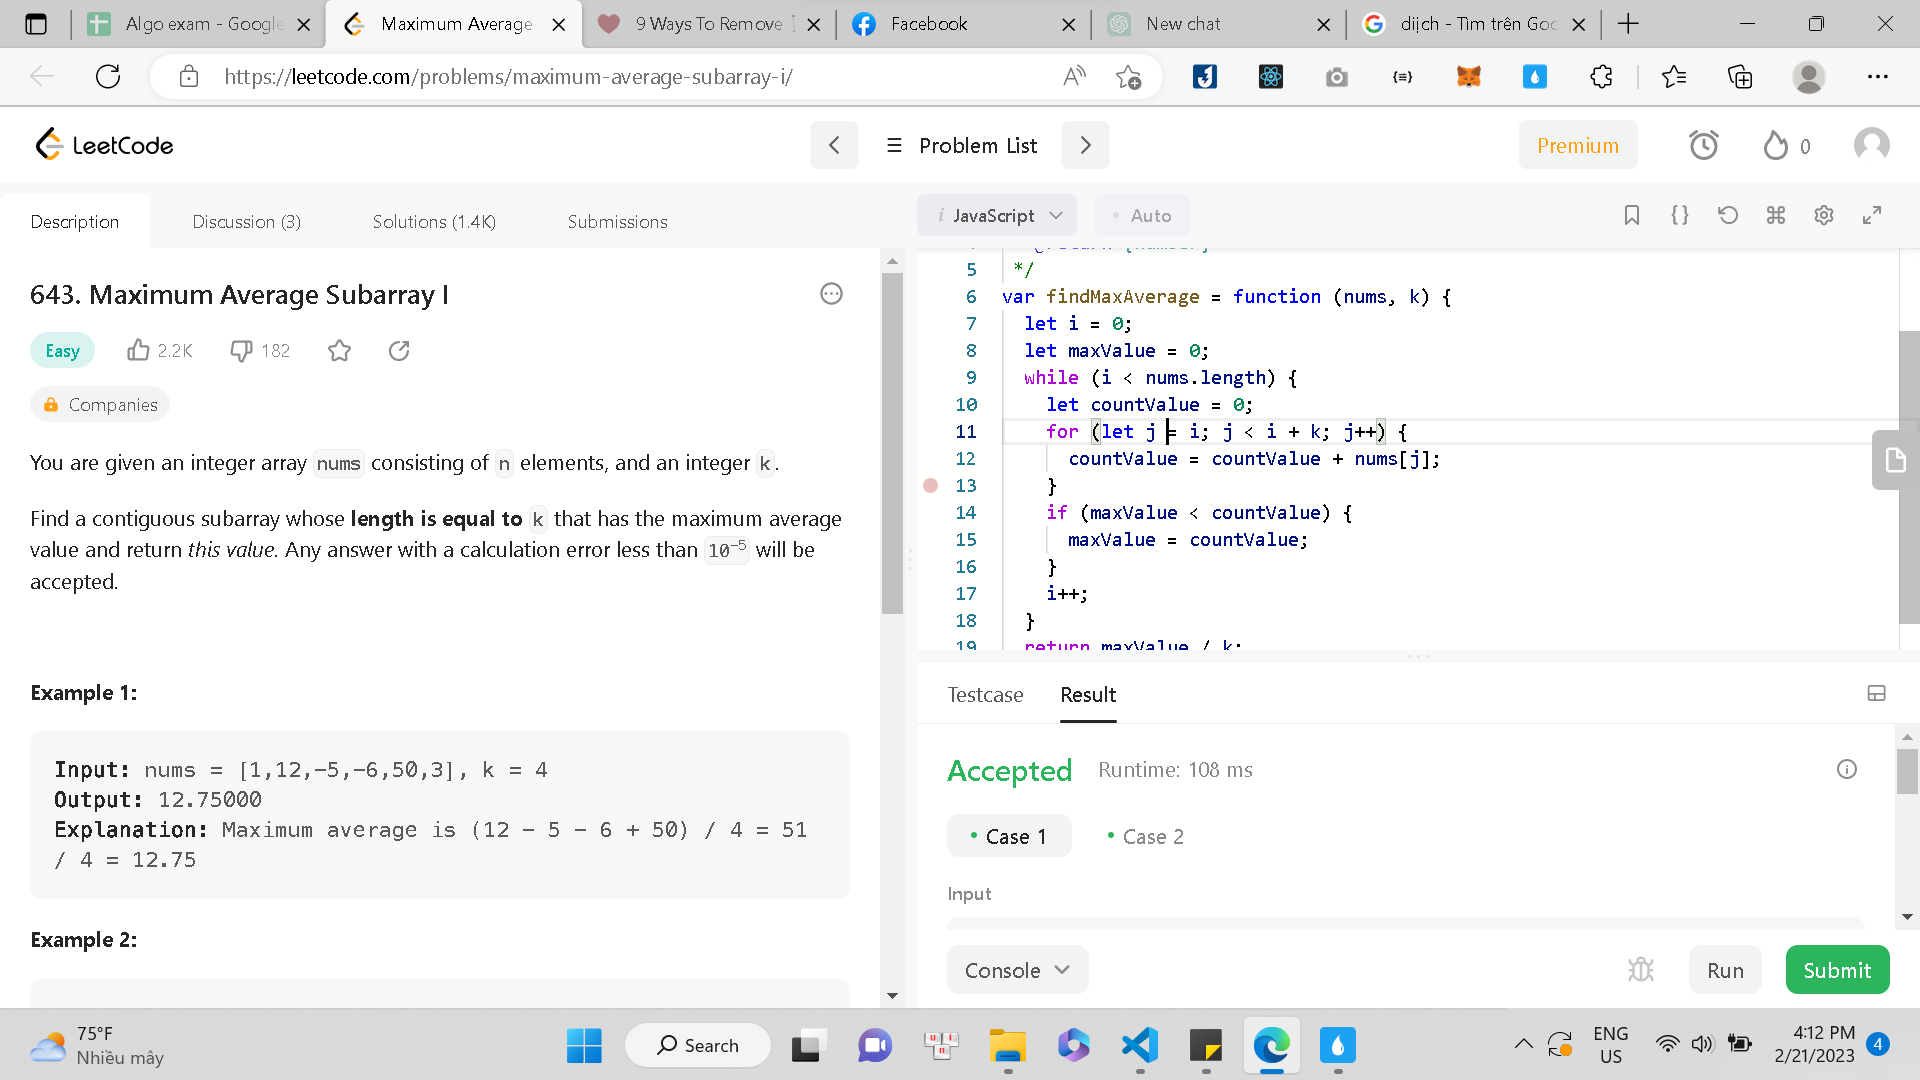 Algo exam - Google
Maximum Average
9 Ways To Remove
Facebook
New chat
diịch - Tìm trên Goo
https://leetcode.com/problems/maximum-average-subarray-i/
LeetCode
Problem List
Premium
0
Description
Discussion (3)
Solutions (1.4K)
Submissions
643. Maximum Average Subarray I
Easy
2.2K
182
Companies
You are given an integer array nums consisting of n elements, and an integer k.
Find a contiguous subarray whose length is equal to k that has the maximum average
value and return this value. Any answer with a calculation error less than 10⁻⁵ will be
accepted.
Example 1:
Input: nums = [1,12,-5,-6,50,3], k = 4
Output: 12.75000
Explanation: Maximum average is (12 - 5 - 6 + 50) / 4 = 51
/ 4 = 12.75
Example 2:
i JavaScript
• Auto
5 */
6 var findMaxAverage = function (nums, k) {
7 let i = 0;
8 let maxValue = 0;
9 while (i < nums.length) {
10 let countValue = 0;
11 for (let j = i; j < i + k; j++) {
12 countValue = countValue + nums[j];
13 }
14 if (maxValue < countValue) {
15 maxValue = countValue;
16 }
17 i++;
18 }
19 return maxValue / k;
Testcase
Result
Accepted
Runtime: 108 ms
• Case 1
• Case 2
Input
Console
Run
Submit
75°F
Nhiều mây
Search
ENG
US
4:12 PM
2/21/2023
4